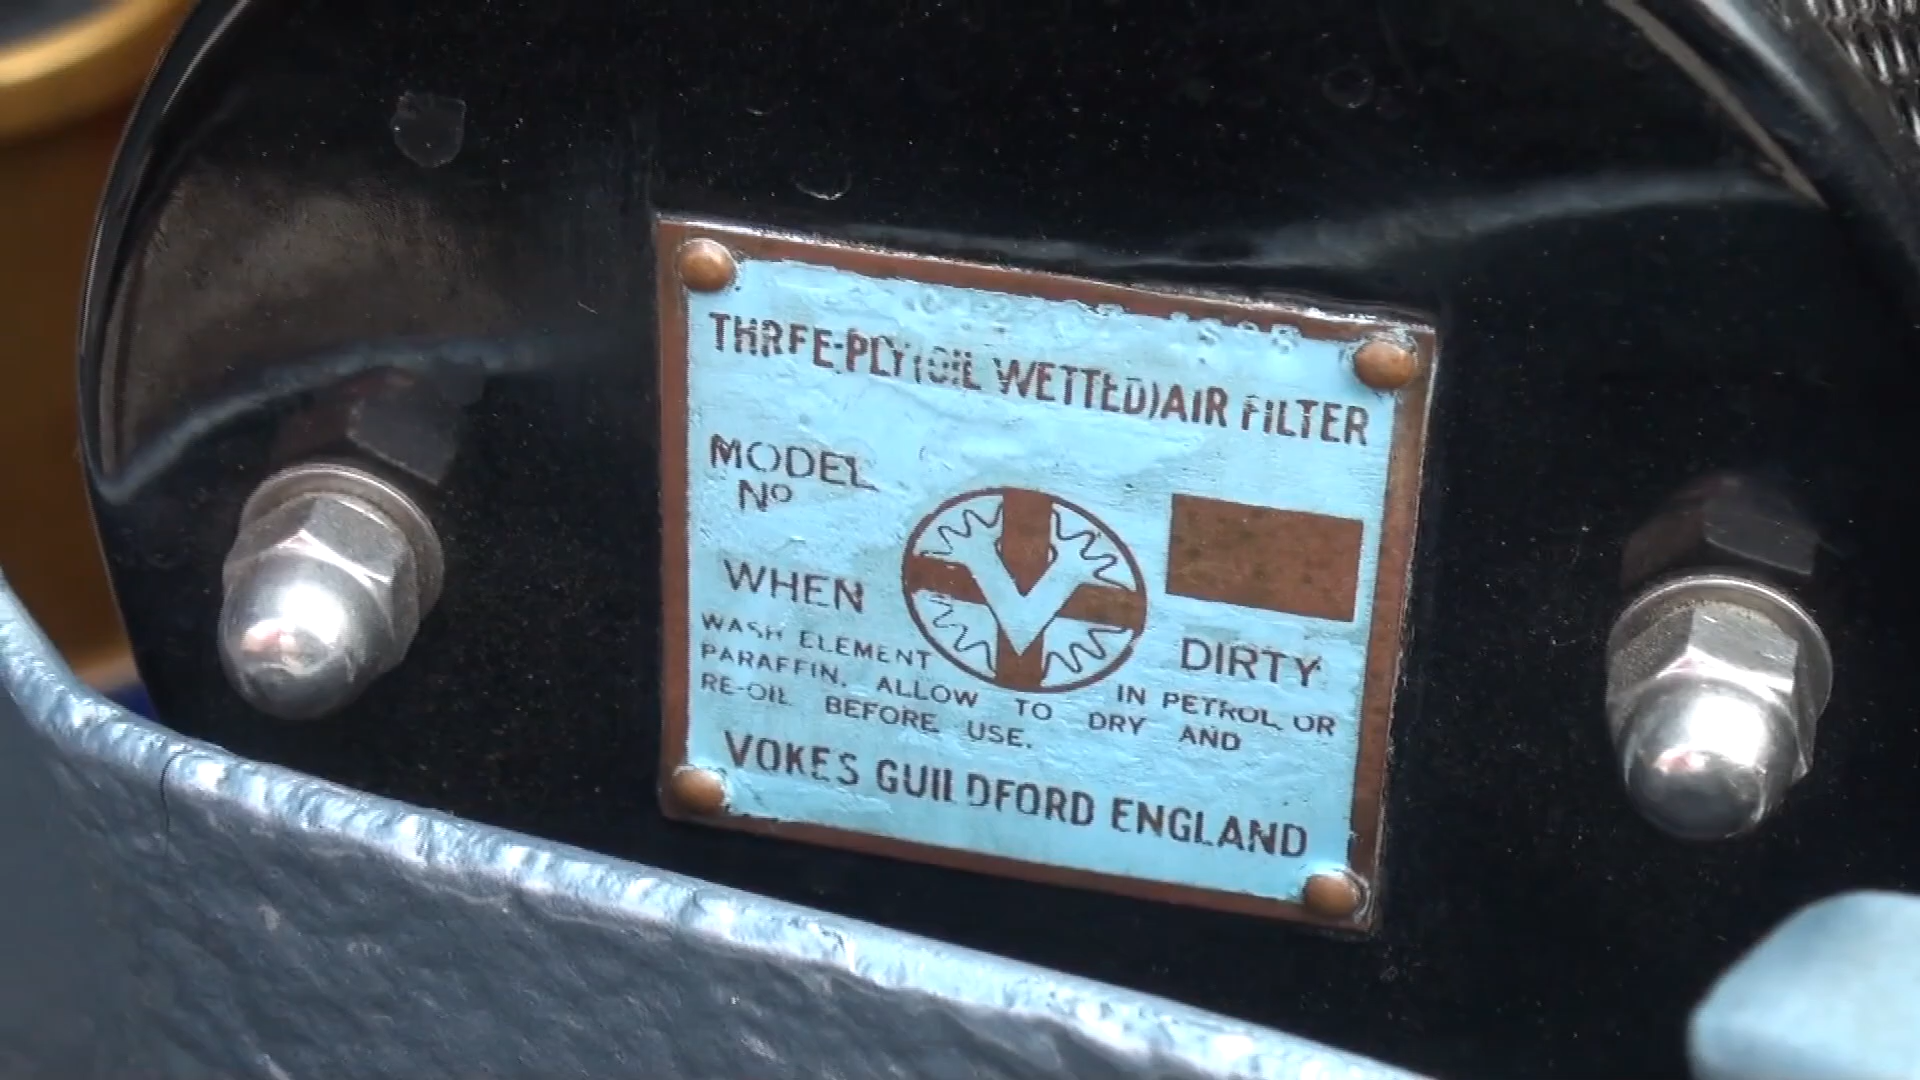 THREE-PLY (OIL WETTED) AIR FILTER
MODEL
Nº
V
WHEN DIRTY
WASH ELEMENT IN PETROL OR
PARAFFIN. ALLOW TO DRY AND
RE-OIL BEFORE USE.
VOKES GUILDFORD ENGLAND